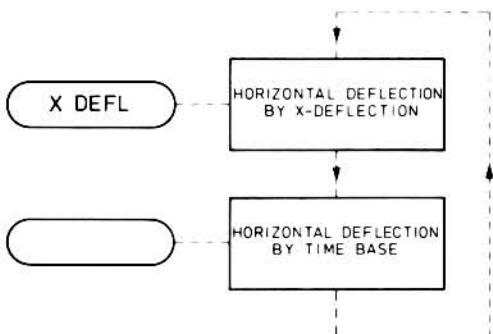 X DEFL
HORIZONTAL DEFLECTION
BY X-DEFLECTION
HORIZONTAL DEFLECTION
BY TIME BASE